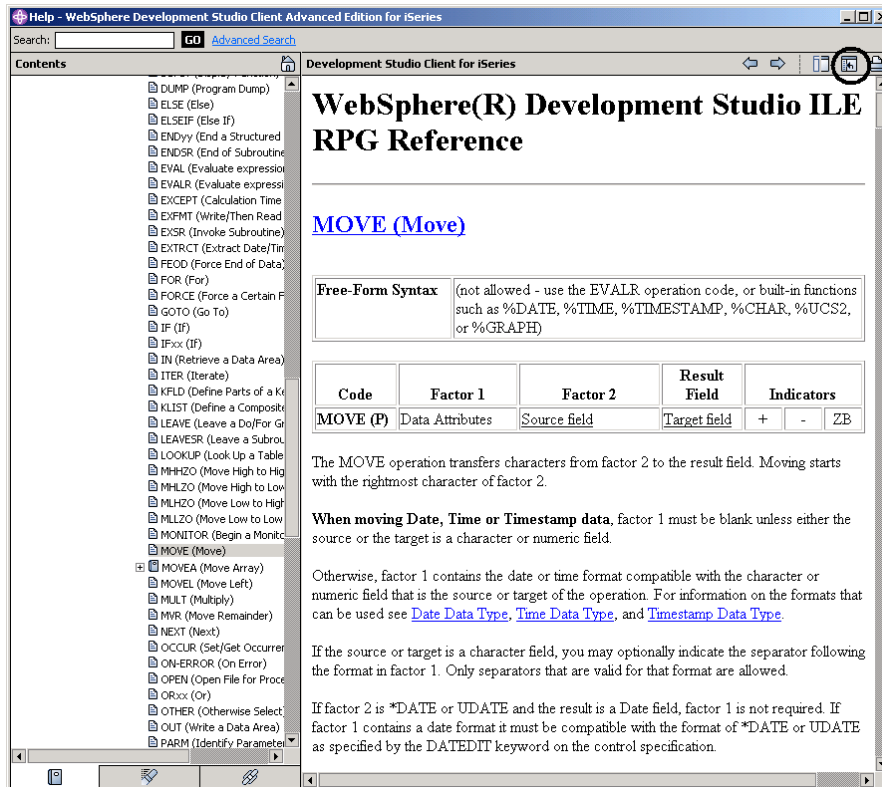 Help - WebSphere Development Studio Client Advanced Edition for iSeries
Search: GO Advanced Search
Contents
DUMP (Program Dump)
ELSE (Else)
ELSEIF (Else If)
ENDyy (End a Structured
ENDSR (End of Subroutine
EVAL (Evaluate expression
EVALR (Evaluate expressi
EXCEPT (Calculation Time
EXFMT (Write/Then Read
EXSR (Invoke Subroutine)
EXTRCT (Extract Date/Tim
FEOD (Force End of Data)
FOR (For)
FORCE (Force a Certain F
GOTO (Go To)
IF (If)
IFxx (If)
IN (Retrieve a Data Area)
ITER (Iterate)
KFLD (Define Parts of a Ke
KLIST (Define a Composite
LEAVE (Leave a Do/For Gr
LEAVESR (Leave a Subrou
LOOKUP (Look Up a Table
MHHZO (Move High to Hig
MHLZO (Move High to Low
MLHZO (Move Low to High
MLLZO (Move Low to Low
MONITOR (Begin a Monito
MOVE (Move)
MOVEA (Move Array)
MOVEL (Move Left)
MULT (Multiply)
MVR (Move Remainder)
NEXT (Next)
OCCUR (Set/Get Occurrer
ON-ERROR (On Error)
OPEN (Open File for Proce
ORxx (Or)
OTHER (Otherwise Select)
OUT (Write a Data Area)
PARM (Identify Parameter
Development Studio Client for iSeries
WebSphere(R) Development Studio ILE
RPG Reference
MOVE (Move)
Free-Form Syntax (not allowed - use the EVALR operation code, or built-in functions
such as %DATE, %TIME, %TIMESTAMP, %CHAR, %UCS2,
or %GRAPH)
Code Factor 1 Factor 2 Result Field Indicators
MOVE (P) Data Attributes Source field Target field + - ZB
The MOVE operation transfers characters from factor 2 to the result field. Moving starts
with the rightmost character of factor 2.
When moving Date, Time or Timestamp data, factor 1 must be blank unless either the
source or the target is a character or numeric field.
Otherwise, factor 1 contains the date or time format compatible with the character or
numeric field that is the source or target of the operation. For information on the formats that
can be used see Date Data Type, Time Data Type, and Timestamp Data Type.
If the source or target is a character field, you may optionally indicate the separator following
the format in factor 1. Only separators that are valid for that format are allowed.
If factor 2 is *DATE or UDATE and the result is a Date field, factor 1 is not required. If
factor 1 contains a date format it must be compatible with the format of *DATE or UDATE
as specified by the DATEDIT keyword on the control specification.